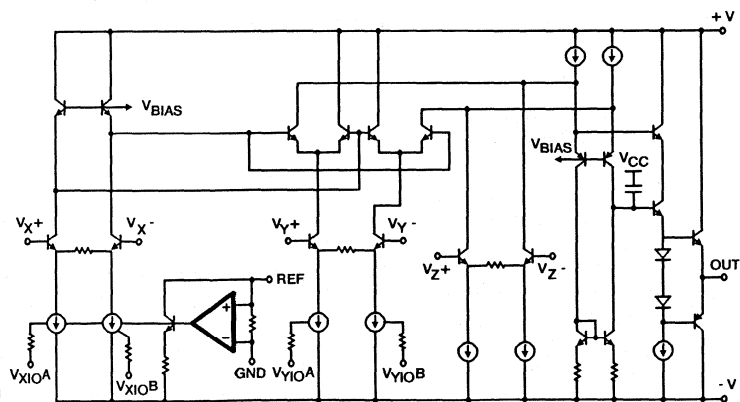 + V
VBIAS
VBIAS
VCC
VX+
VX-
VY+
VY-
VZ+
VZ-
REF
OUT
+
-
VXIOA
VXIOB
GND
VYIOA
VYIOB
- V